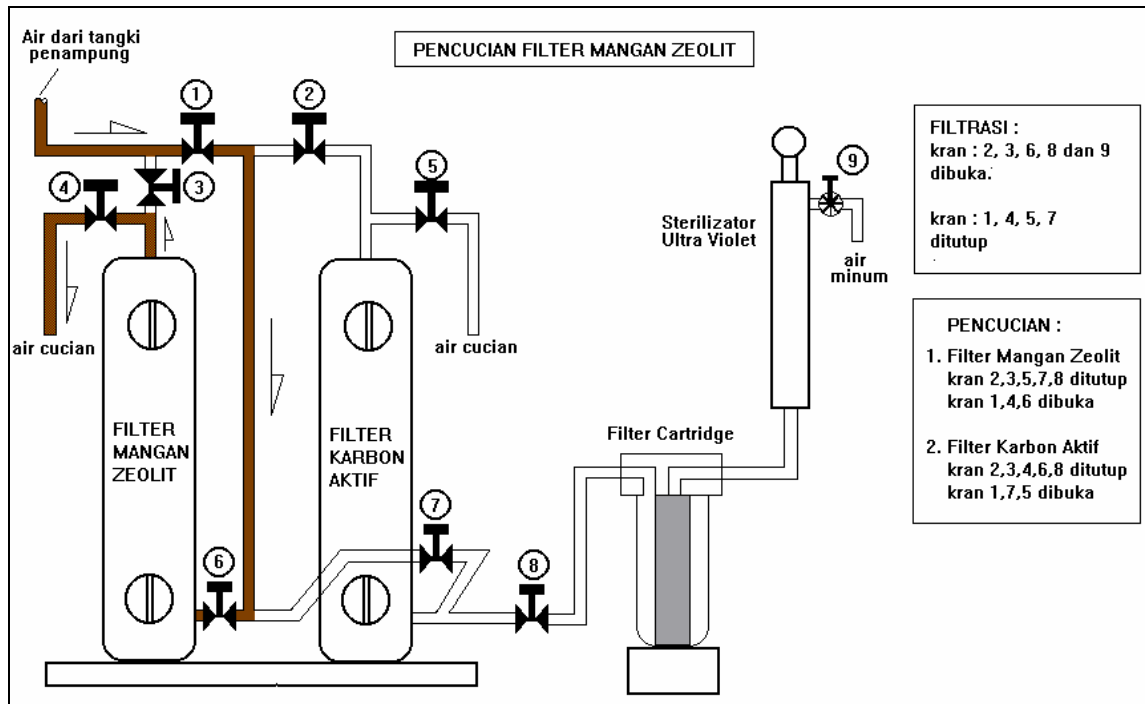 Air dari tangki
penampung
PENCUCIAN FILTER MANGAN ZEOLIT
1
2
3
4
5
air cucian
air cucian
FILTER
MANGAN
ZEOLIT
FILTER
KARBON
AKTIF
6
7
8
Filter Cartridge
Sterilizator
Ultra Violet
9
air
minum
FILTRASI :
kran : 2, 3, 6, 8 dan 9
dibuka.
kran : 1, 4, 5, 7
ditutup
PENCUCIAN :
1. Filter Mangan Zeolit
kran 2,3,5,7,8 ditutup
kran 1,4,6 dibuka
2. Filter Karbon Aktif
kran 2,3,4,6,8 ditutup
kran 1,7,5 dibuka